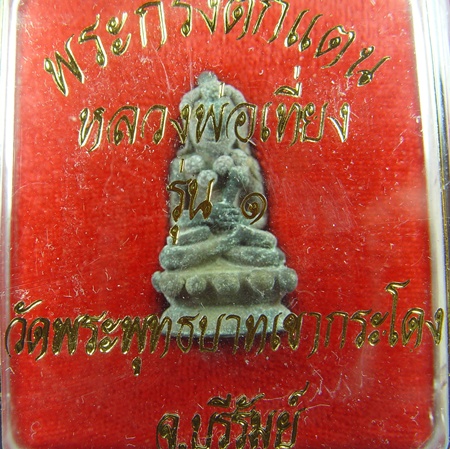 พระกริ่งตั๊กแตน
หลวงพ่อเที่ยง
รุ่น ๑
วัดพระพุทธบาทเขากระโดง
จ.บุรีรัมย์